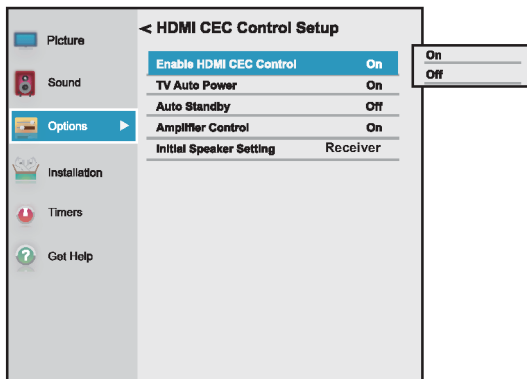 < HDMI CEC Control Setup
Picture
Sound
Options
Installation
Timers
Get Help
Enable HDMI CEC Control On
TV Auto Power On
Auto Standby Off
Amplifier Control On
Initial Speaker Setting Receiver
On
Off